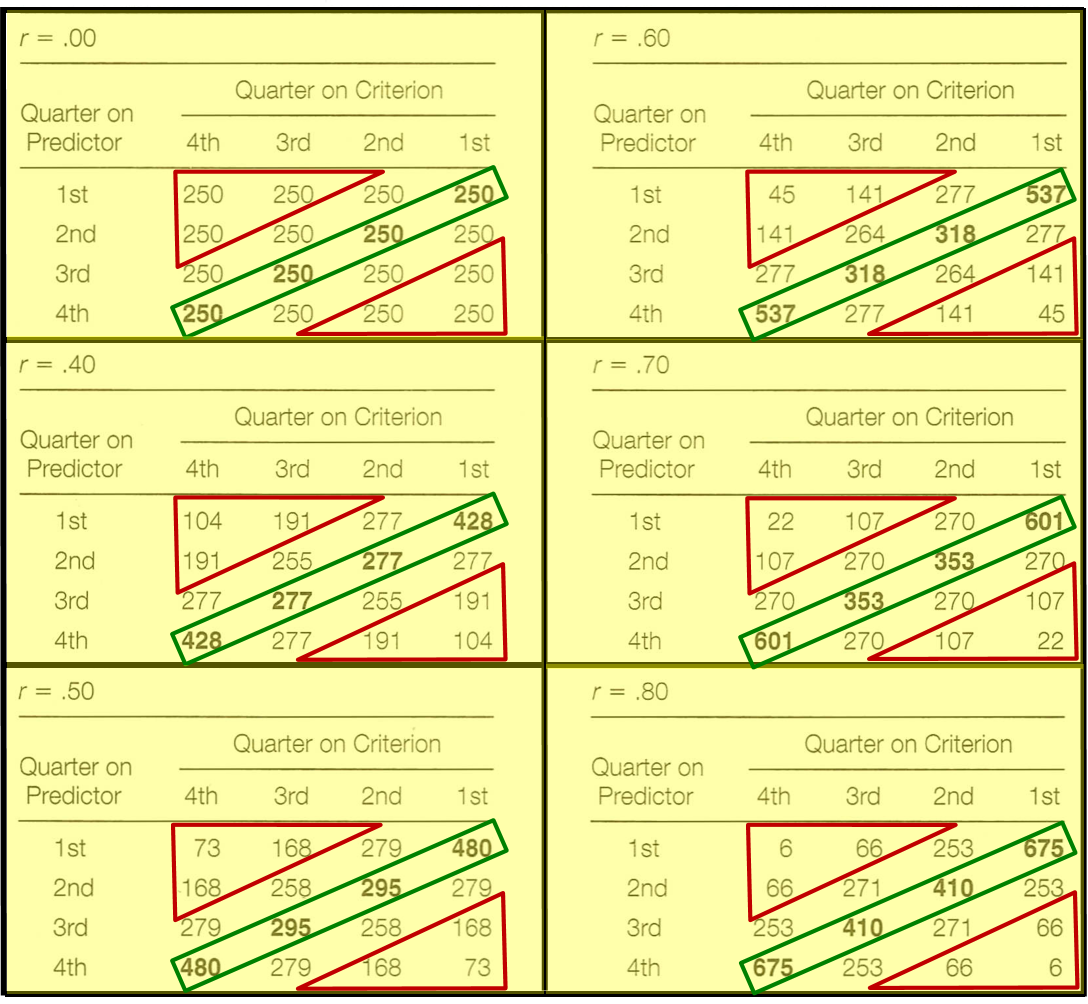 r = .00
Quarter on Criterion
Quarter on
Predictor 4th 3rd 2nd 1st
1st 250 250 250 250
2nd 250 250 250 250
3rd 250 250 250 250
4th 250 250 250 250
r = .60
Quarter on Criterion
Quarter on
Predictor 4th 3rd 2nd 1st
1st 45 141 277 537
2nd 141 264 318 277
3rd 277 318 264 141
4th 537 277 141 45
r = .40
Quarter on Criterion
Quarter on
Predictor 4th 3rd 2nd 1st
1st 104 191 277 428
2nd 191 255 277 277
3rd 277 277 255 191
4th 428 277 191 104
r = .70
Quarter on Criterion
Quarter on
Predictor 4th 3rd 2nd 1st
1st 22 107 270 601
2nd 107 270 353 270
3rd 270 353 270 107
4th 601 270 107 22
r = .50
Quarter on Criterion
Quarter on
Predictor 4th 3rd 2nd 1st
1st 73 168 279 480
2nd 168 258 295 279
3rd 279 295 258 168
4th 480 279 168 73
r = .80
Quarter on Criterion
Quarter on
Predictor 4th 3rd 2nd 1st
1st 6 66 253 675
2nd 66 271 410 253
3rd 253 410 271 66
4th 675 253 66 6